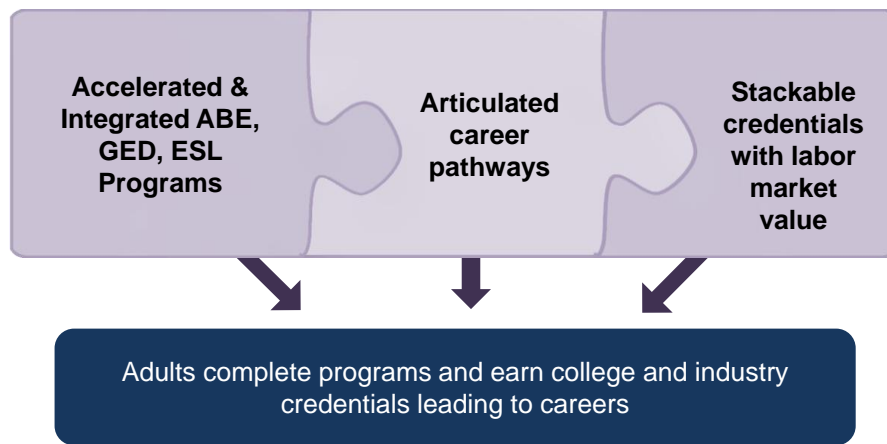 Accelerated &
Integrated ABE,
GED, ESL
Programs
Articulated
career
pathways
Stackable
credentials
with labor
market
value
Adults complete programs and earn college and industry
credentials leading to careers